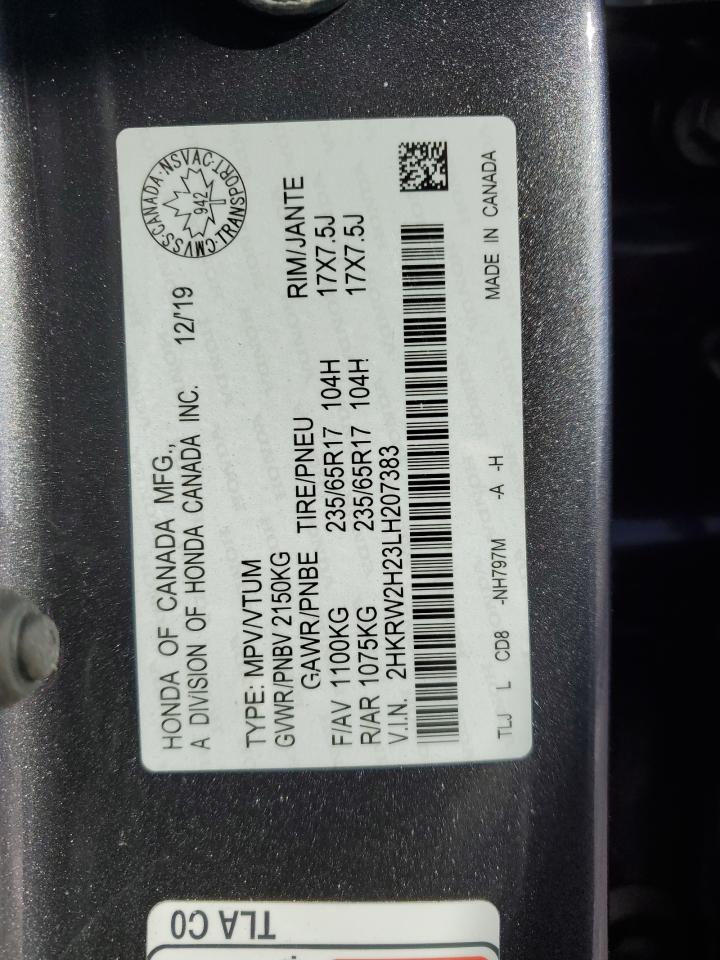 HONDA OF CANADA MFG.,
A DIVISION OF HONDA CANADA INC. 12/'19
CMVSS·CANADA·NSVAC·TRANSPORT·
942
TYPE: MPV/VTUM
GVWR/PNBV 2150KG
GAWR/PNBE TIRE/PNEU RIM/JANTE
F/AV 1100KG 235/65R17 104H 17X7.5J
R/AR 1075KG 235/65R17 104H 17X7.5J
V.I.N. 2HKRW2H23LH207383
TLJ L CD8 -NH797M -A -H MADE IN CANADA
TLA C0